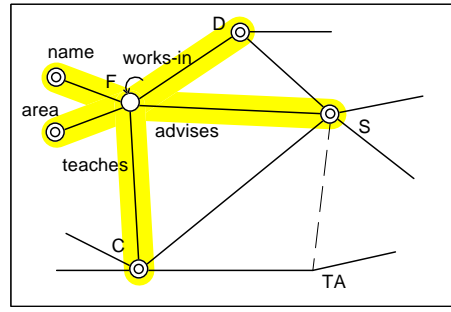 D
name
works-in
F
area
advises
S
teaches
C
TA